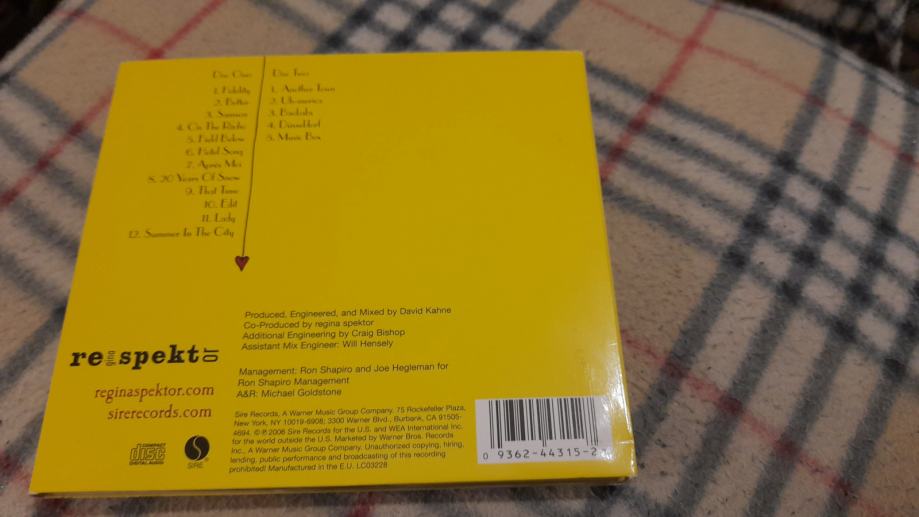 Disc One
1. Fidelity
2. Better
3. Samson
4. On The Radio
5. Field Below
6. Hotel Song
7. Après Moi
8. 20 Years Of Snow
9. That Time
10. Edit
11. Lady
12. Summer In The City
Disc Two
1. Another Town
2. Uh-merica
3. Baobabs
4. Düsseldorf
5. Music Box
Produced, Engineered, and Mixed by David Kahne
Co-Produced by regina spektor
Additional Engineering by Craig Bishop
Assistant Mix Engineer: Will Hensely
Management: Ron Shapiro and Joe Hegleman for
Ron Shapiro Management
A&R: Michael Goldstone
regina spektor
reginaspektor.com
sirerecords.com
COMPACT
disc
DIGITAL AUDIO
SIRE
Sire Records, A Warner Music Group Company, 75 Rockefeller Plaza,
New York, NY 10019-6908; 3300 Warner Blvd., Burbank, CA 91505-
4694. © ℗ 2006 Sire Records for the U.S. and WEA International Inc.
for the world outside the U.S. Marketed by Warner Bros. Records
Inc., A Warner Music Group Company. Unauthorized copying, hiring,
lending, public performance and broadcasting of this recording
prohibited! Manufactured in the E.U. LC03228
0 9362-44315-2